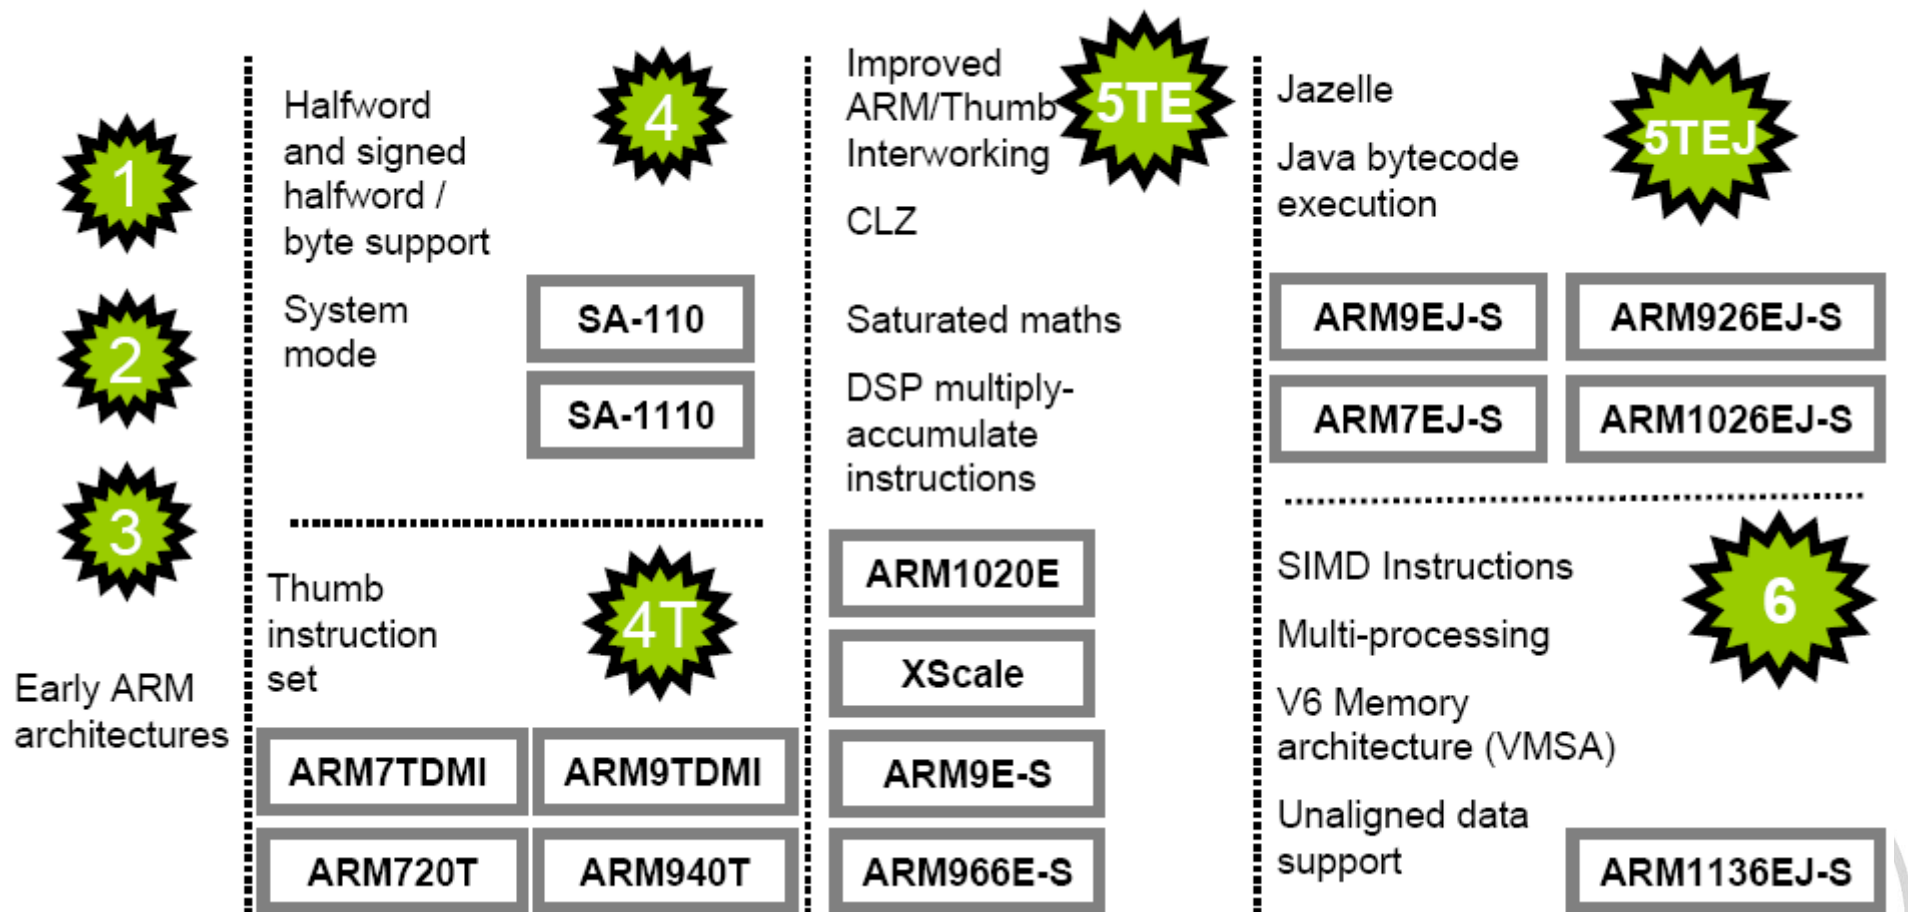 1
2
3
Early ARM
architectures
Halfword
and signed
halfword /
byte support
4
System
mode
SA-110
SA-1110
Thumb
instruction
set
4T
ARM7TDMI
ARM9TDMI
ARM720T
ARM940T
Improved
ARM/Thumb
Interworking
5TE
CLZ
Saturated maths
DSP multiply-
accumulate
instructions
ARM1020E
XScale
ARM9E-S
ARM966E-S
Jazelle
Java bytecode
execution
5TEJ
ARM9EJ-S
ARM926EJ-S
ARM7EJ-S
ARM1026EJ-S
SIMD Instructions
6
Multi-processing
V6 Memory
architecture (VMSA)
Unaligned data
support
ARM1136EJ-S